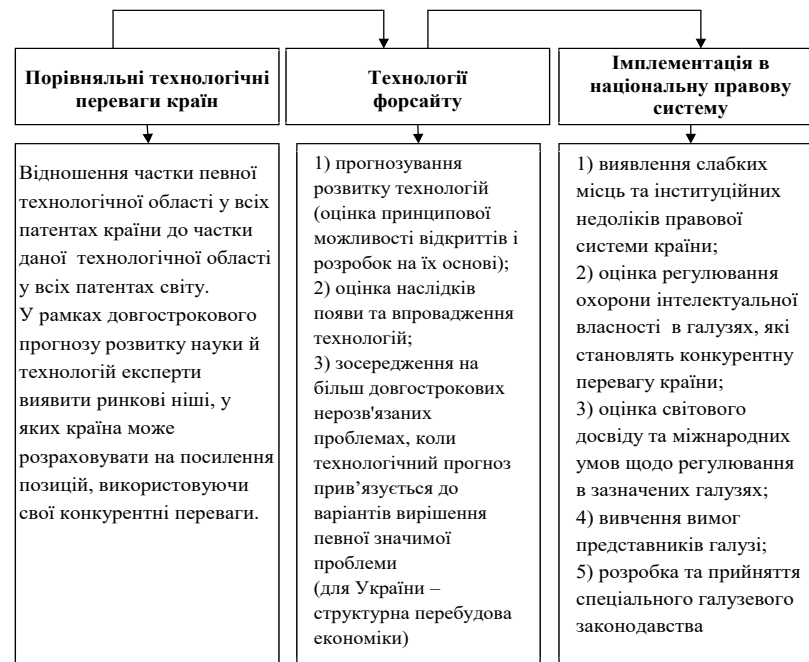 Порівняльні технологічні
переваги країн
Відношення частки певної
технологічної області у всіх
патентах країни до частки
даної технологічної області
у всіх патентах світу.
У рамках довгострокового
прогнозу розвитку науки й
технологій експерти
виявити ринкові ніші, у
яких країна може
розраховувати на посилення
позицій, використовуючи
свої конкурентні переваги.
Технології
форсайту
1) прогнозування
розвитку технологій
(оцінка принципової
можливості відкриттів і
розробок на їх основі);
2) оцінка наслідків
появи та впровадження
технологій;
3) зосередження на
більш довгострокових
нерозв'язаних
проблемах, коли
технологічний прогноз
прив’язується до
варіантів вирішення
певної значимої
проблеми
(для України –
структурна перебудова
економіки)
Імплементація в
національну правову
систему
1) виявлення слабких
місць та інституційних
недоліків правової
системи країни;
2) оцінка регулювання
охорони інтелектуальної
власності в галузях, які
становлять конкурентну
перевагу країни;
3) оцінка світового
досвіду та міжнародних
умов щодо регулювання
в зазначених галузях;
4) вивчення вимог
представників галузі;
5) розробка та прийняття
спеціального галузевого
законодавства